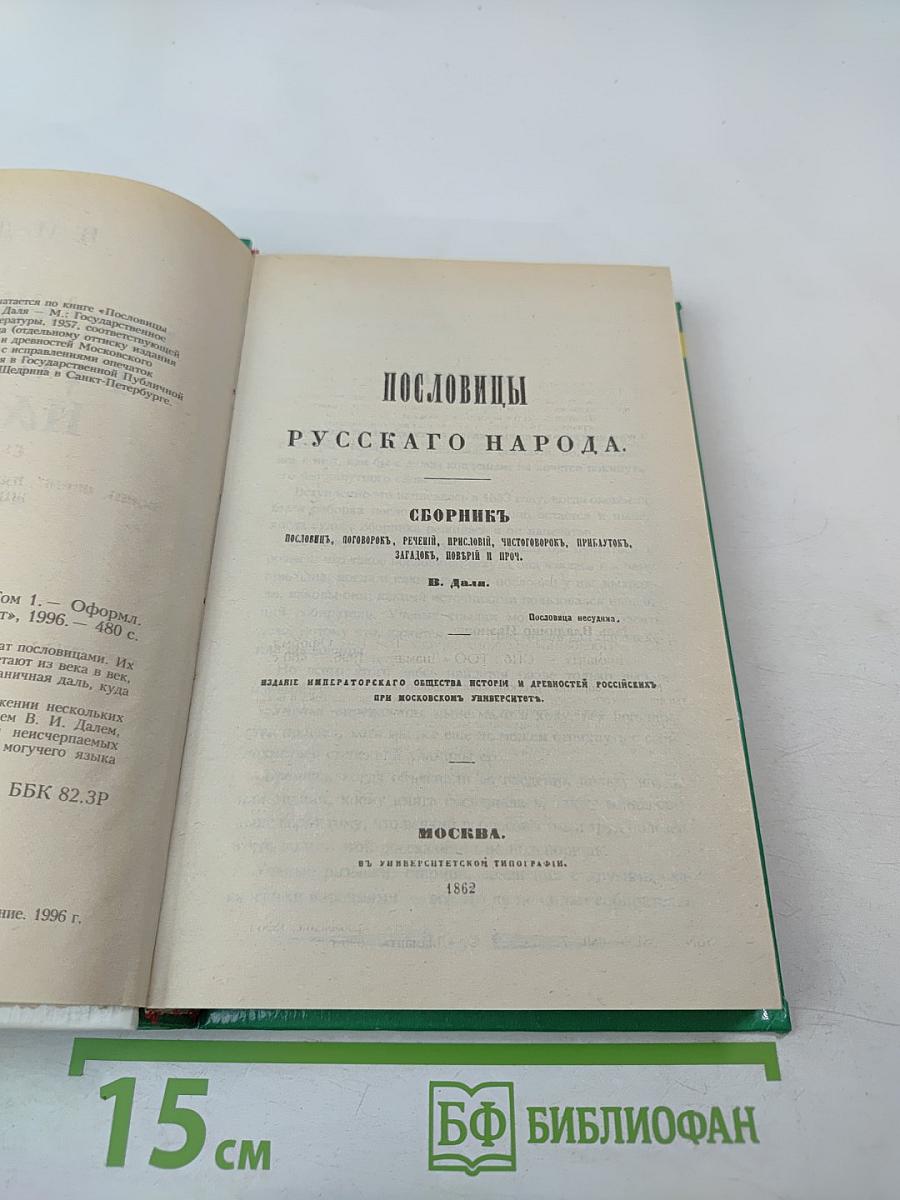 чатается по книге «Пословицы
Даля — М.: Государственное
ературы, 1957, соответствующей
а (отдельному оттиску издания
и древностей Московского
с исправлениями опечаток
я в Государственной Публичной
Щедрина в Санкт-Петербурге.
Том 1. — Оформл.
т», 1996. — 480 с.
ат пословицами. Их
етают из века в век,
аничная даль, куда
жении нескольких
ем В. И. Далем,
неисчерпаемых
могучего языка
ББК 82.3Р
ние. 1996 г.
ПОСЛОВИЦЫ
РУССКАГО НАРОДА.
СБОРНИКЪ
ПОСЛОВИЦЪ, ПОГОВОРОКЪ, РЕЧЕНІЙ, ПРИСЛОВІЙ, ЧИСТОГОВОРОКЪ, ПРИБАУТОКЪ,
ЗАГАДОКЪ, ПОВѢРІЙ И ПРОЧ.
В. Даля.
Пословица несудима.
ИЗДАНІЕ ИМПЕРАТОРСКАГО ОБЩЕСТВА ИСТОРІИ И ДРЕВНОСТЕЙ РОССІЙСКИХЪ
ПРИ МОСКОВСКОМЪ УНИВЕРСИТЕТѢ.
МОСКВА.
ВЪ УНИВЕРСИТЕТСКОЙ ТИПОГРАФІИ.
1862
15 см
БФ БИБЛИОФАН